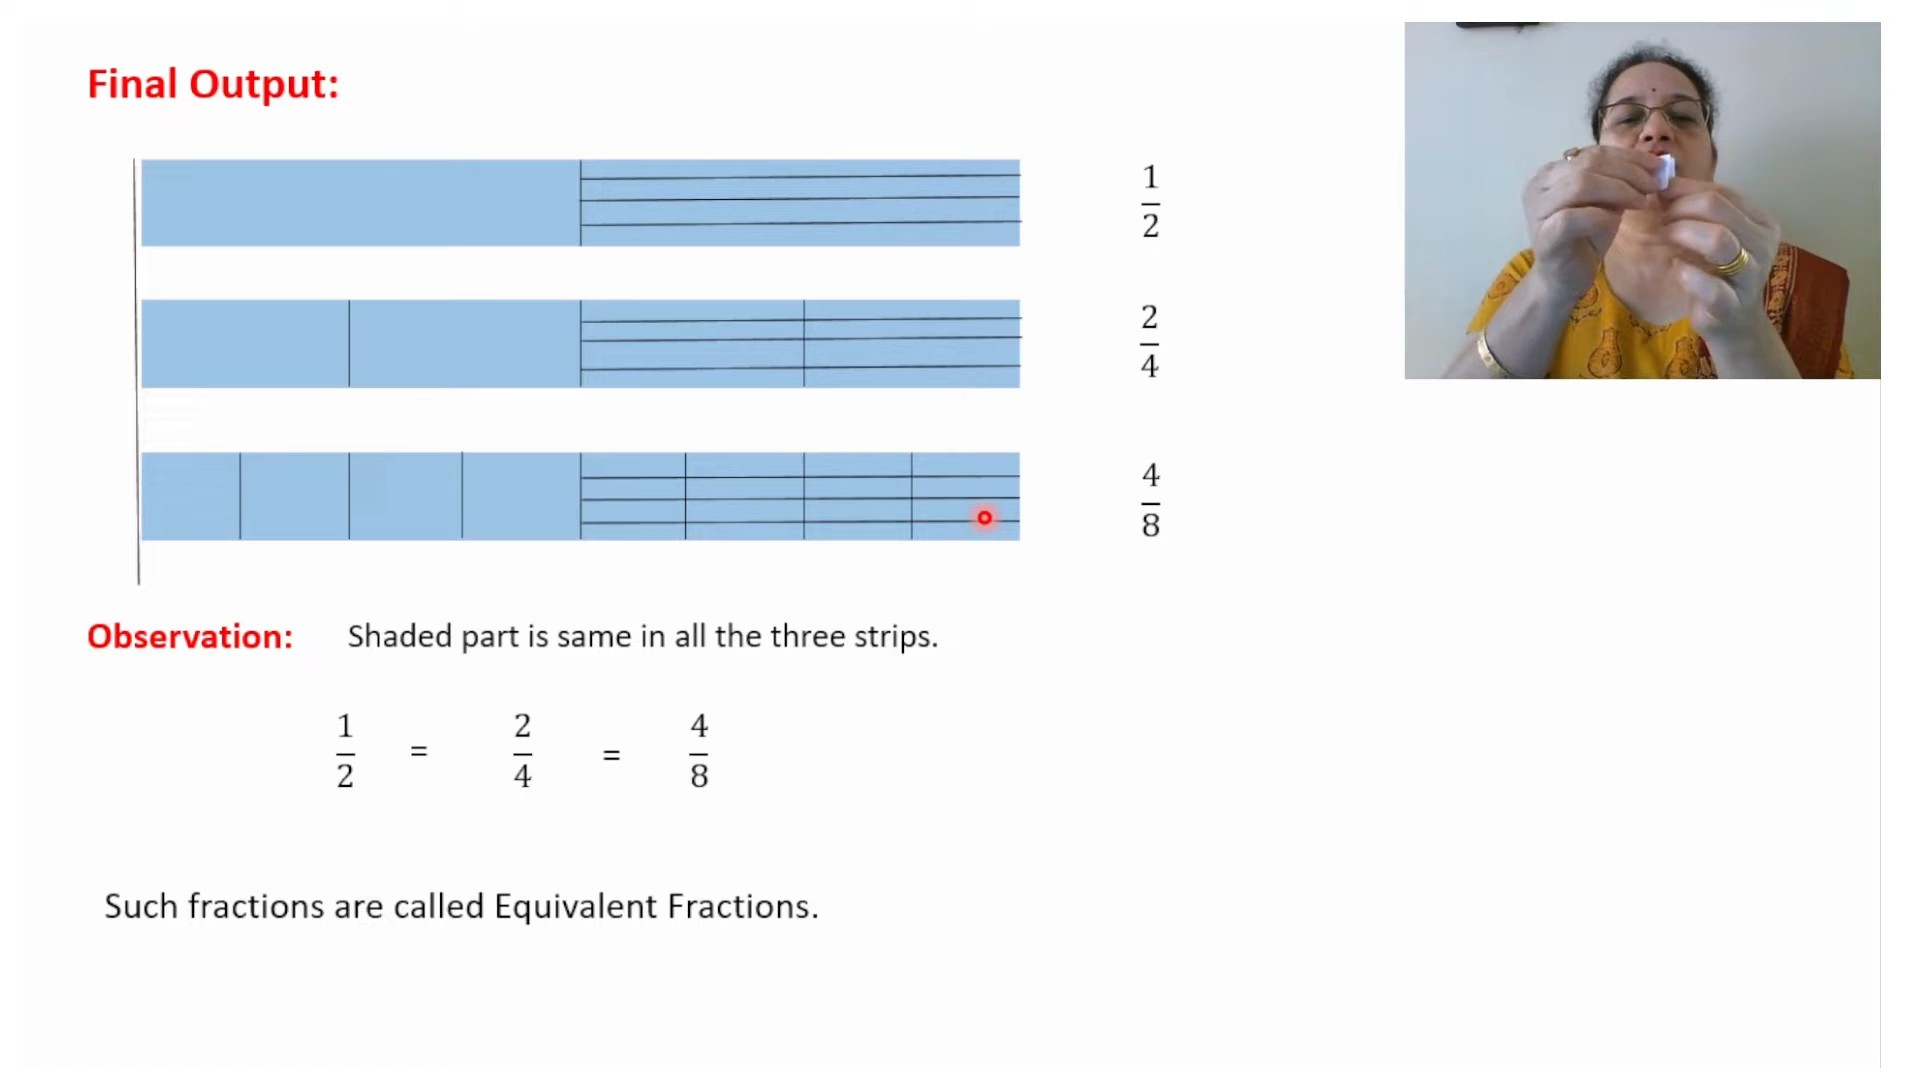 Final Output:
1
2
2
4
4
8
Observation: Shaded part is same in all the three strips.
1/2 = 2/4 = 4/8
Such fractions are called Equivalent Fractions.